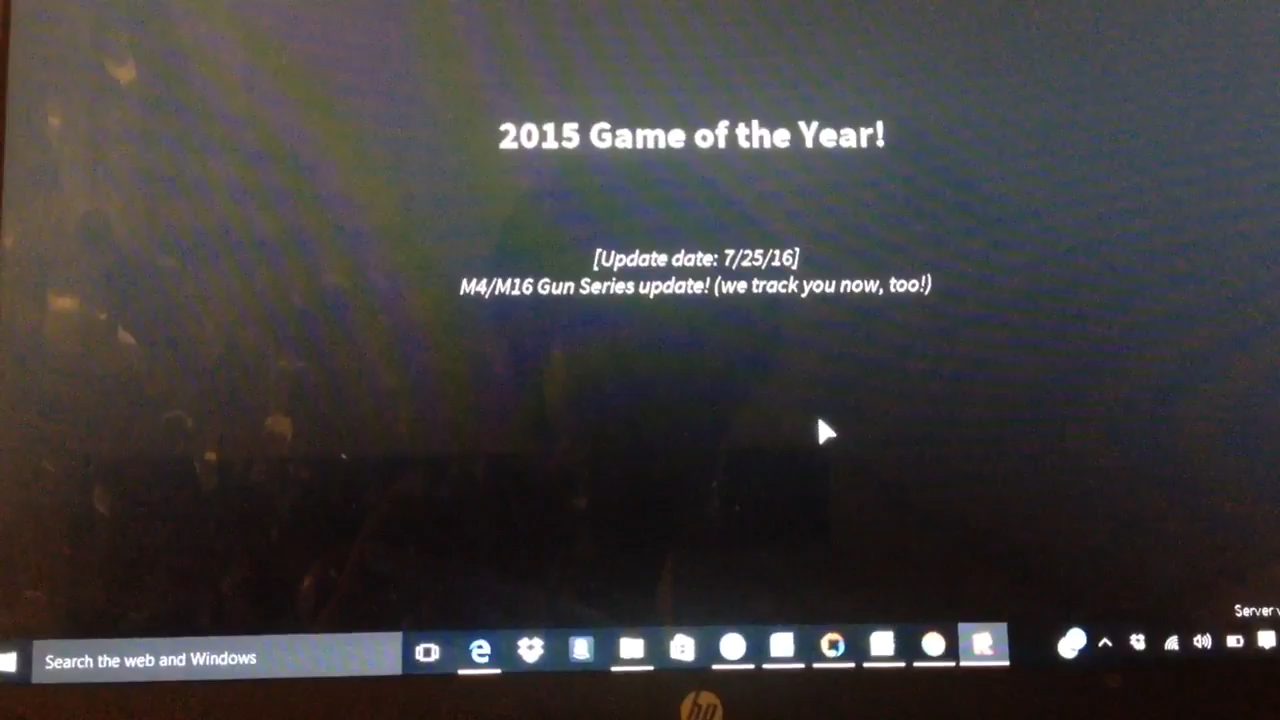 2015 Game of the Year!
[Update date: 7/25/16]
M4/M16 Gun Series update! (we track you now, too!)
Server
Search the web and Windows
hp